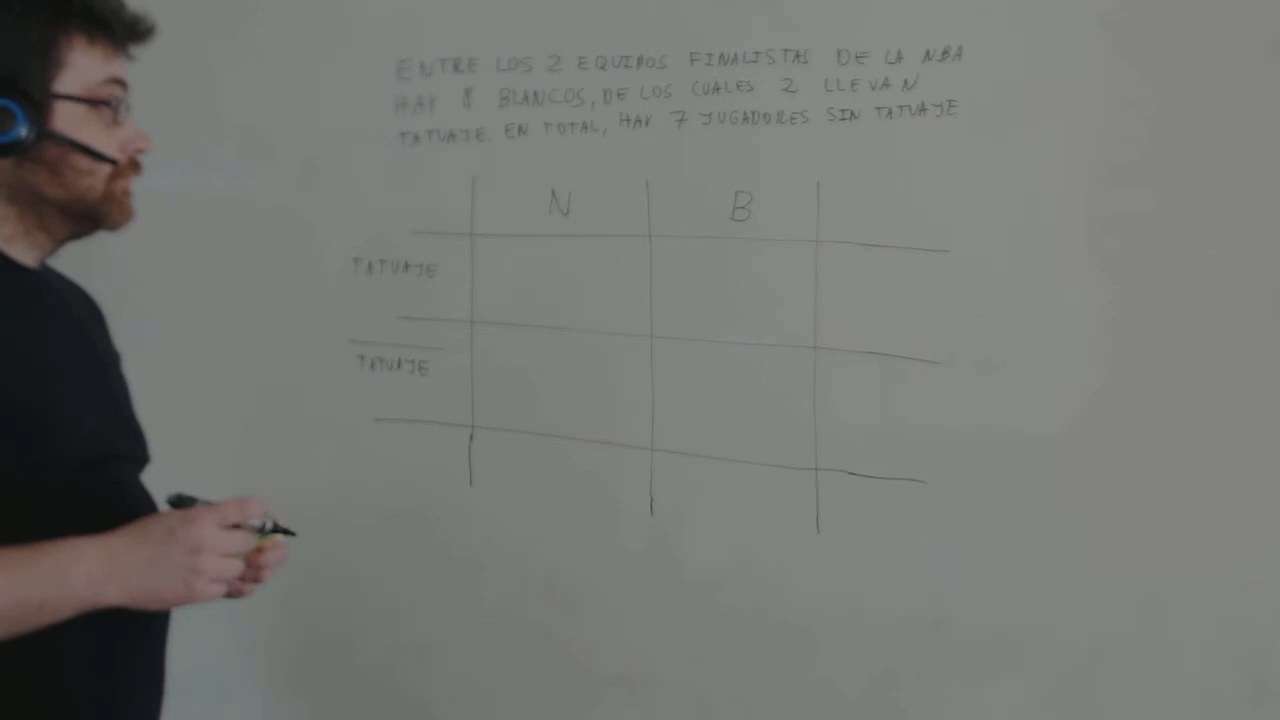 ENTRE LOS 2 EQUIPOS FINALISTAS DE LA NBA
HAY 8 BLANCOS, DE LOS CUALES 2 LLEVAN
TATUAJE. EN TOTAL, HAY 7 JUGADORES SIN TATUAJE
N B
TATUAJE
TATUAJE